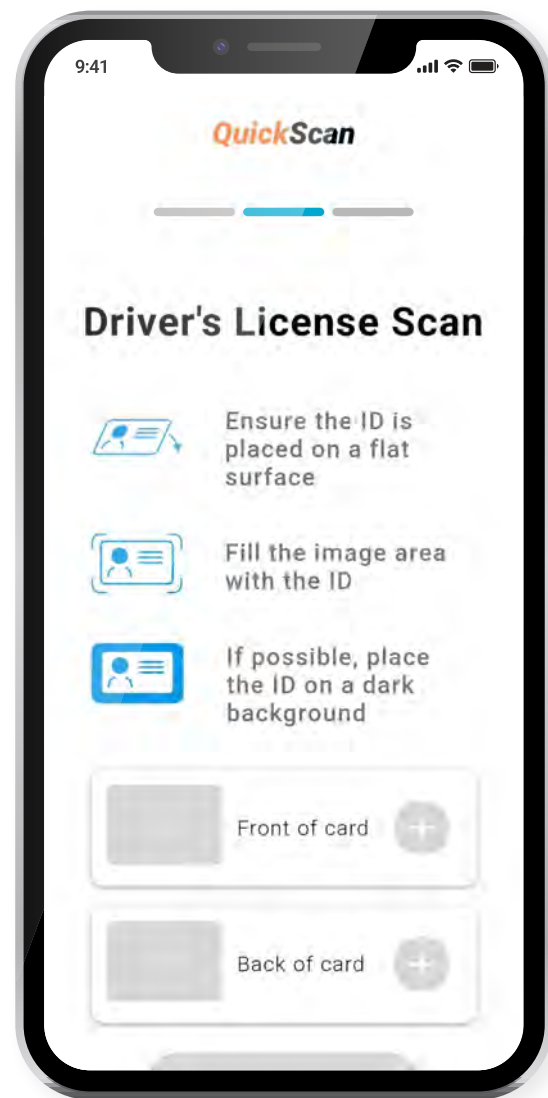 9:41
QuickScan
Driver's License Scan
Ensure the ID is
placed on a flat
surface
Fill the image area
with the ID
If possible, place
the ID on a dark
background
Front of card
Back of card